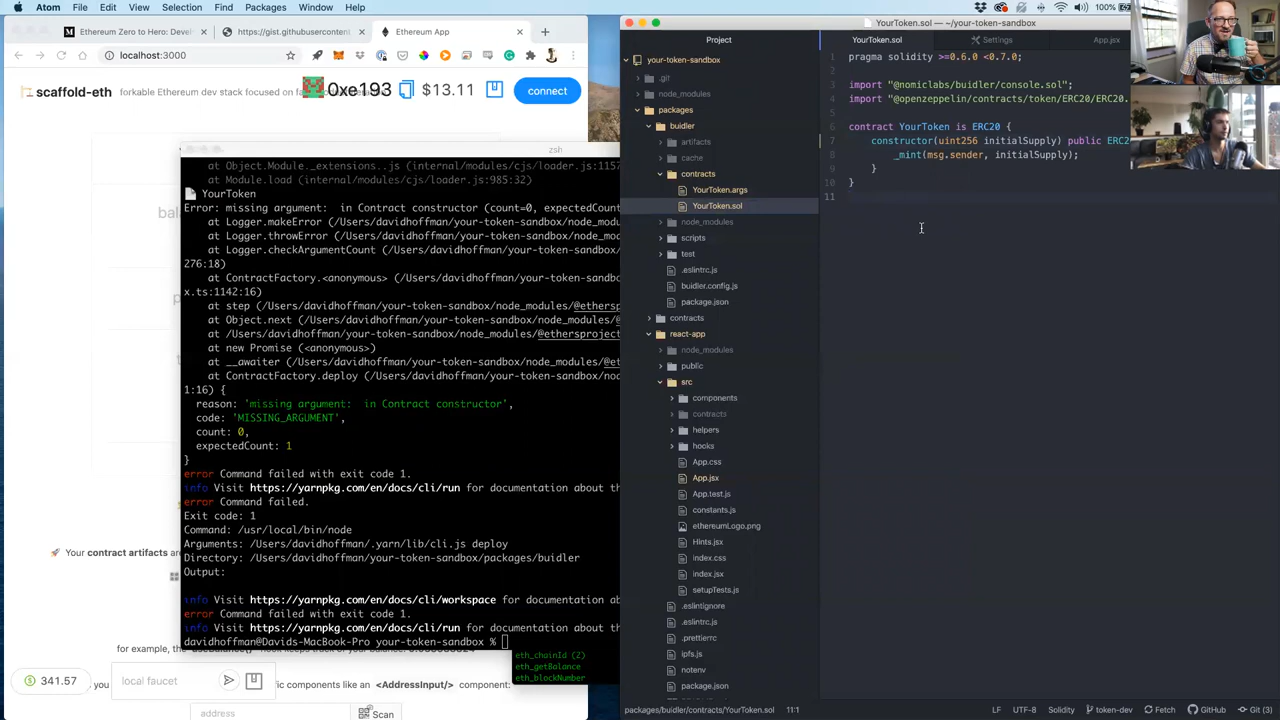 Atom File Edit View Selection Find Packages Window Help
100%
Ethereum Zero to Hero: Devel
https://gist.githubusercontent.
Ethereum App
localhost:3000
scaffold-eth
forkable Ethereum dev stack focused on fa
0xe193
$13.11
connect
zsh
at Object.Module._extensions..js (internal/modules/cjs/loader.js:1157
at Module.load (internal/modules/cjs/loader.js:985:32)
YourToken
Error: missing argument:  in Contract constructor (count=0, expectedCount
at Logger.makeError (/Users/davidhoffman/your-token-sandbox/node_modu
at Logger.throwError (/Users/davidhoffman/your-token-sandbox/node_mod
at Logger.checkArgumentCount (/Users/davidhoffman/your-token-sandbox/
276:18)
at ContractFactory.<anonymous> (/Users/davidhoffman/your-token-sandbo
x.ts:1142:16)
at step (/Users/davidhoffman/your-token-sandbox/node_modules/@ethersp
at Object.next (/Users/davidhoffman/your-token-sandbox/node_modules/@
at /Users/davidhoffman/your-token-sandbox/node_modules/@ethersproject
at new Promise (<anonymous>)
at __awaiter (/Users/davidhoffman/your-token-sandbox/node_modules/@et
at ContractFactory.deploy (/Users/davidhoffman/your-token-sandbox/nod
1:16) {
reason: 'missing argument:  in Contract constructor',
code: 'MISSING_ARGUMENT',
count: 0,
expectedCount: 1
}
error Command failed with exit code 1.
info Visit https://yarnpkg.com/en/docs/cli/run for documentation about th
error Command failed.
Exit code: 1
Command: /usr/local/bin/node
Arguments: /Users/davidhoffman/.yarn/lib/cli.js deploy
Directory: /Users/davidhoffman/your-token-sandbox/packages/buidler
Output:
info Visit https://yarnpkg.com/en/docs/cli/workspace for documentation ab
error Command failed with exit code 1.
info Visit https://yarnpkg.com/en/docs/cli/run for documentation about th
davidhoffman@Davids-MacBook-Pro your-token-sandbox %
eth_chainId (2)
eth_getBalance
eth_blockNumber
bala
Your contract artifacts are
for example, the
341.57
you
local faucet
fic components like an <AddressInput/> component:
address
Scan
YourToken.sol — ~/your-token-sandbox
Project
your-token-sandbox
.git
node_modules
packages
buidler
artifacts
cache
contracts
YourToken.args
YourToken.sol
node_modules
scripts
test
.eslintrc.js
buidler.config.js
package.json
contracts
react-app
node_modules
public
src
components
contracts
helpers
hooks
App.css
App.jsx
App.test.js
constants.js
ethereumLogo.png
Hints.jsx
index.css
index.jsx
setupTests.js
.eslintignore
.eslintrc.js
.prettierrc
ipfs.js
notenv
package.json
YourToken.sol
Settings
App.jsx
1 pragma solidity >=0.6.0 <0.7.0;
2
3 import "@nomiclabs/buidler/console.sol";
4 import "@openzeppelin/contracts/token/ERC20/ERC20.
5
6 contract YourToken is ERC20 {
7 constructor(uint256 initialSupply) public ERC2
8 _mint(msg.sender, initialSupply);
9 }
10 }
11
packages/buidler/contracts/YourToken.sol 11:1
LF UTF-8 Solidity token-dev Fetch GitHub Git (3)